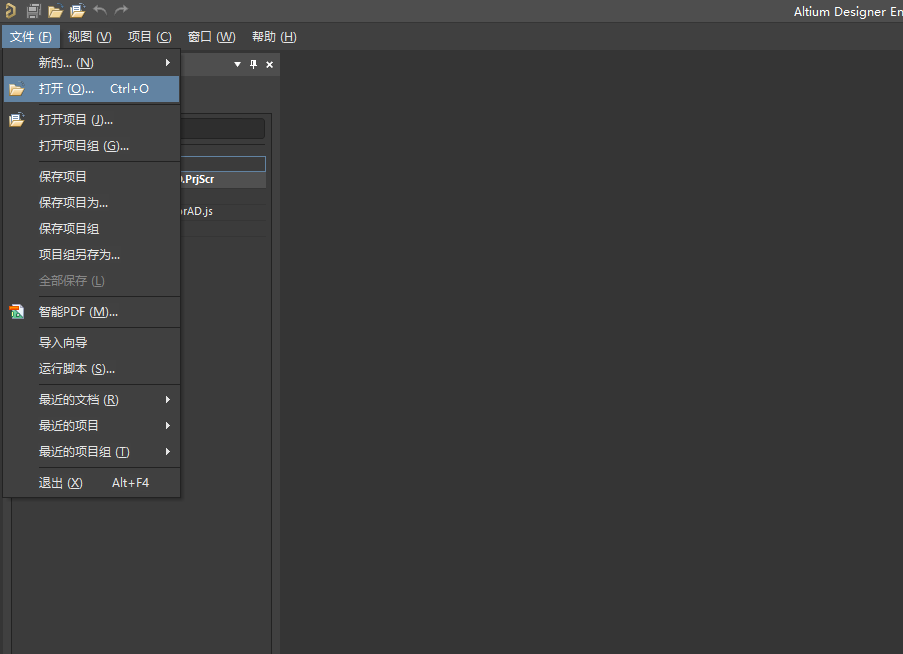 Altium Designer En
文件 (F) 视图 (V) 项目 (C) 窗口 (W) 帮助 (H)
新的... (N)
打开 (O)... Ctrl+O
打开项目 (J)...
打开项目组 (G)...
保存项目
.PrjScr
保存项目为...
rAD.js
保存项目组
项目组另存为...
全部保存 (L)
智能PDF (M)...
导入向导
运行脚本 (S)...
最近的文档 (R)
最近的项目
最近的项目组 (T)
退出 (X) Alt+F4